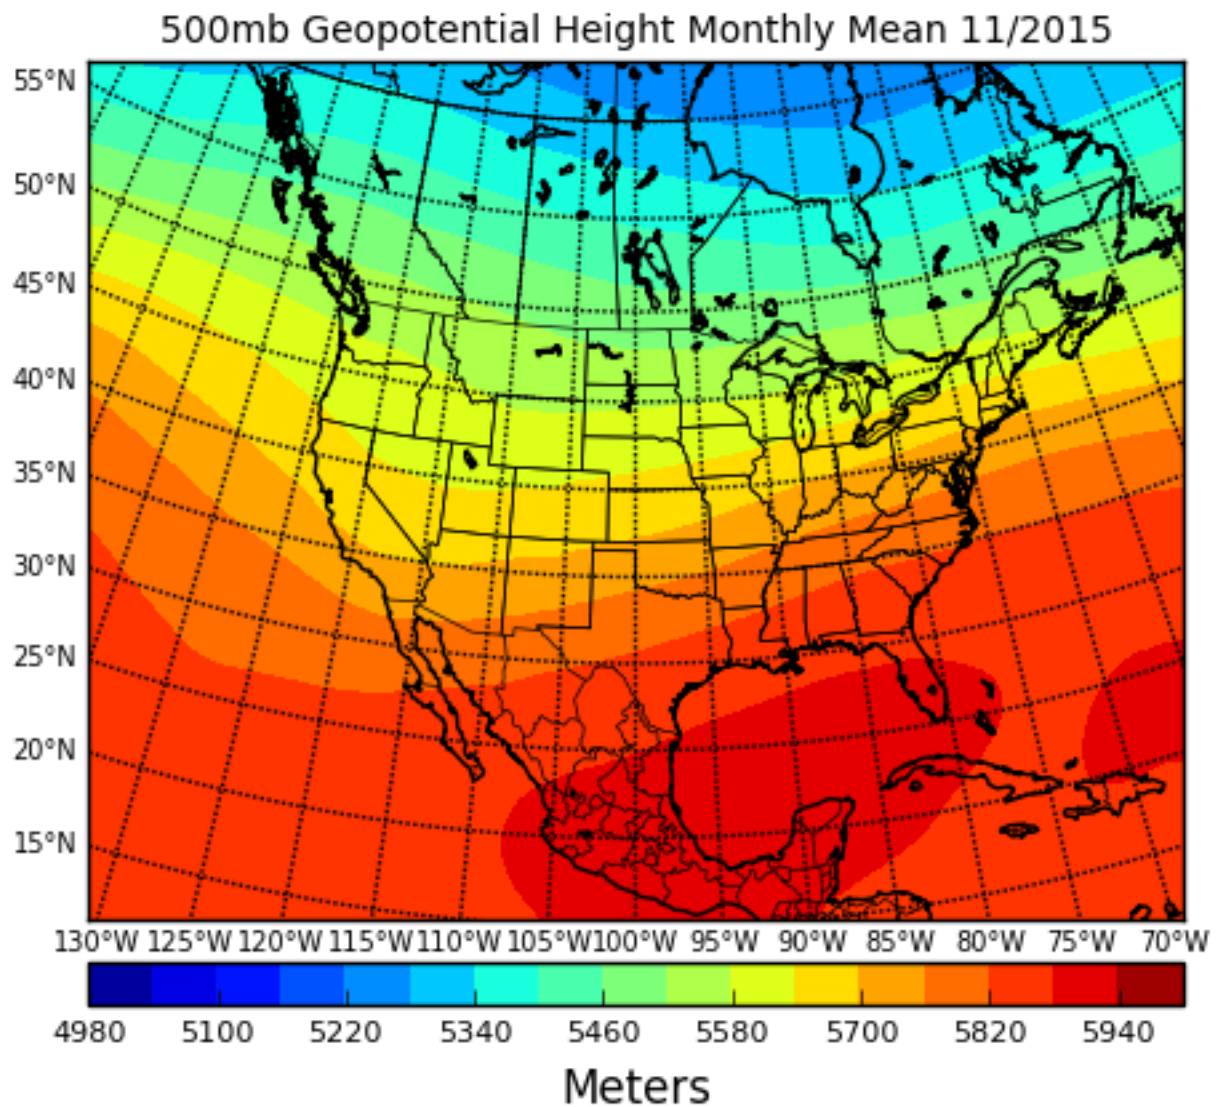 500mb Geopotential Height Monthly Mean 11/2015
55°N
50°N
45°N
40°N
35°N
30°N
25°N
20°N
15°N
130°W 125°W 120°W 115°W 110°W 105°W 100°W 95°W 90°W 85°W 80°W 75°W 70°W
4980 5100 5220 5340 5460 5580 5700 5820 5940
Meters